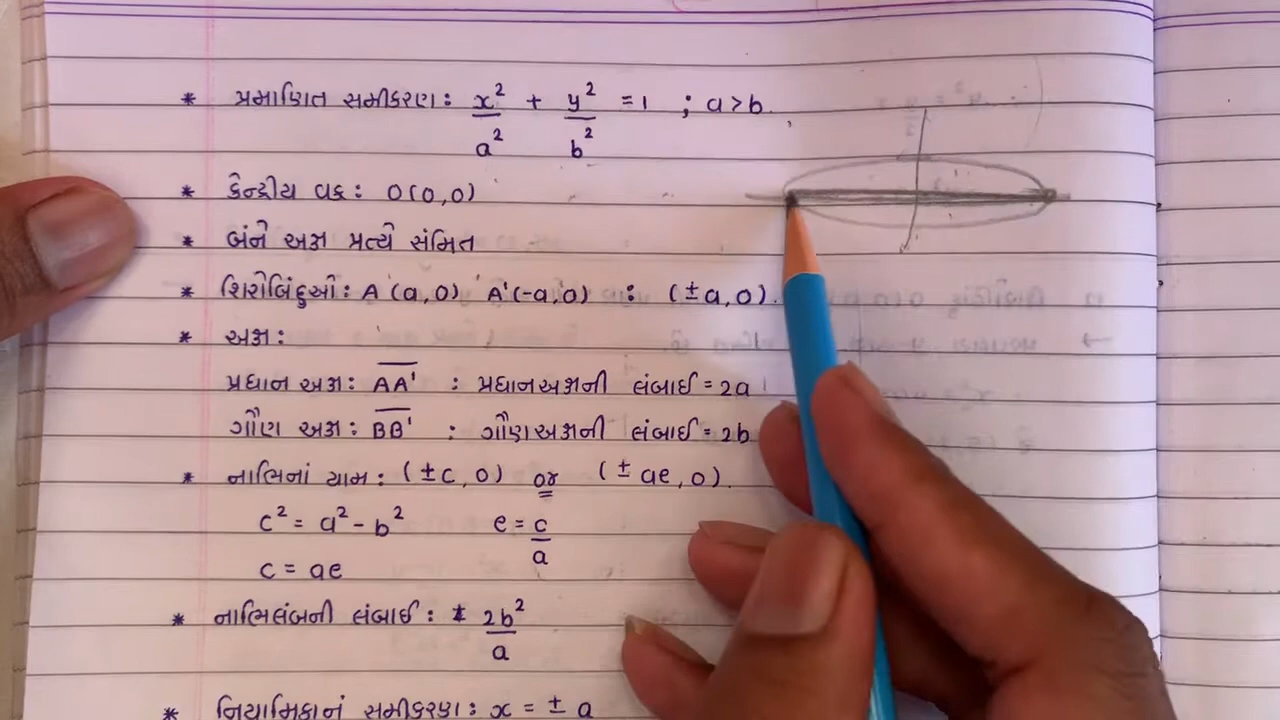 * પ્રમાણિત સમીકરણ: x²/a² + y²/b² = 1 ; a > b.
* કેન્દ્રીય વક્ર: O(0,0)
* બંને અક્ષ પ્રત્યે સંમિત
* શિરોબિંદુઓ: A(a,0) A'(-a,0) : (±a,0).
* અક્ષ:
પ્રધાન અક્ષ: AA' : પ્રધાનઅક્ષની લંબાઈ = 2a
ગૌણ અક્ષ: BB' : ગૌણઅક્ષની લંબાઈ = 2b
* નાભિનાં યામ: (±c, 0) or (±ae, 0).
c² = a² - b² e = c/a
c = ae
* નાભિલંબની લંબાઈ: 2b²/a
* નિયામિકાનું સમીકરણ: x = ± a